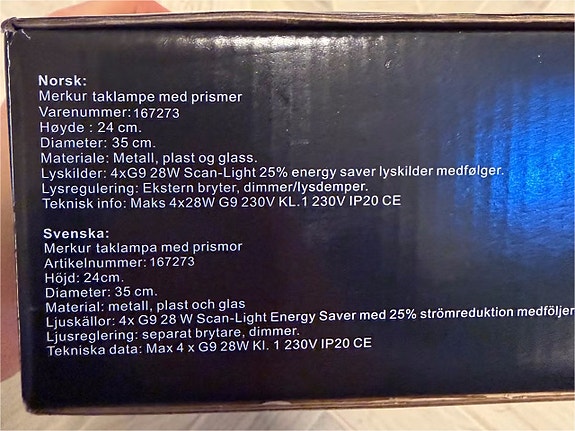 Norsk:
Merkur taklampe med prismer
Varenummer: 167273
Høyde : 24 cm.
Diameter: 35 cm.
Materiale: Metall, plast og glass.
Lyskilder: 4xG9 28W Scan-Light 25% energy saver lyskilder medfølger.
Lysregulering: Ekstern bryter, dimmer/lysdemper.
Teknisk info: Maks 4x28W G9 230V KL.1 230V IP20 CE
Svenska:
Merkur taklampa med prismor
Artikelnummer: 167273
Höjd: 24cm.
Diameter: 35 cm.
Material: metall, plast och glas
Ljuskällor: 4x G9 28 W Scan-Light Energy Saver med 25% strömreduktion medföljer
Ljusreglering: separat brytare, dimmer.
Tekniska data: Max 4 x G9 28W Kl. 1 230V IP20 CE